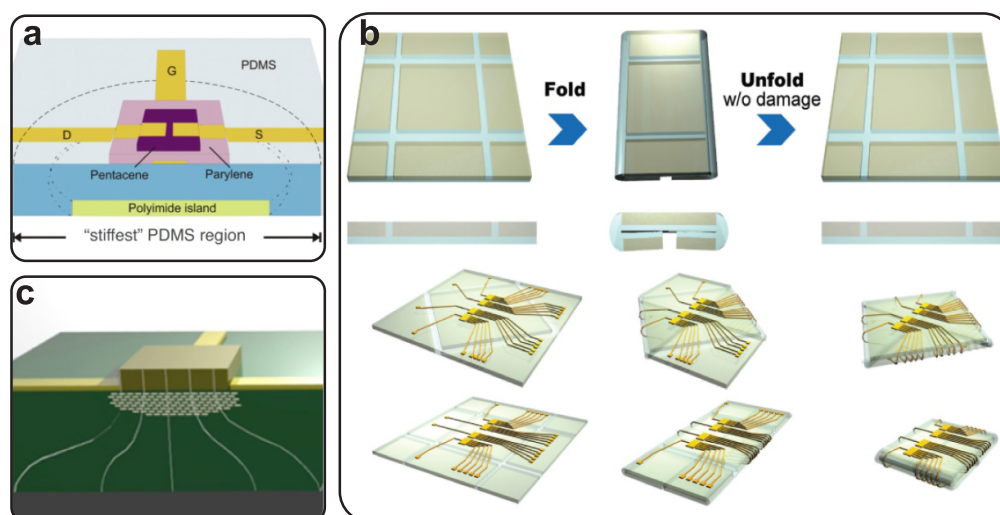 a
PDMS
G
D
S
Pentacene
Parylene
Polyimide island
"stiffest" PDMS region
b
Fold
Unfold
w/o damage
c